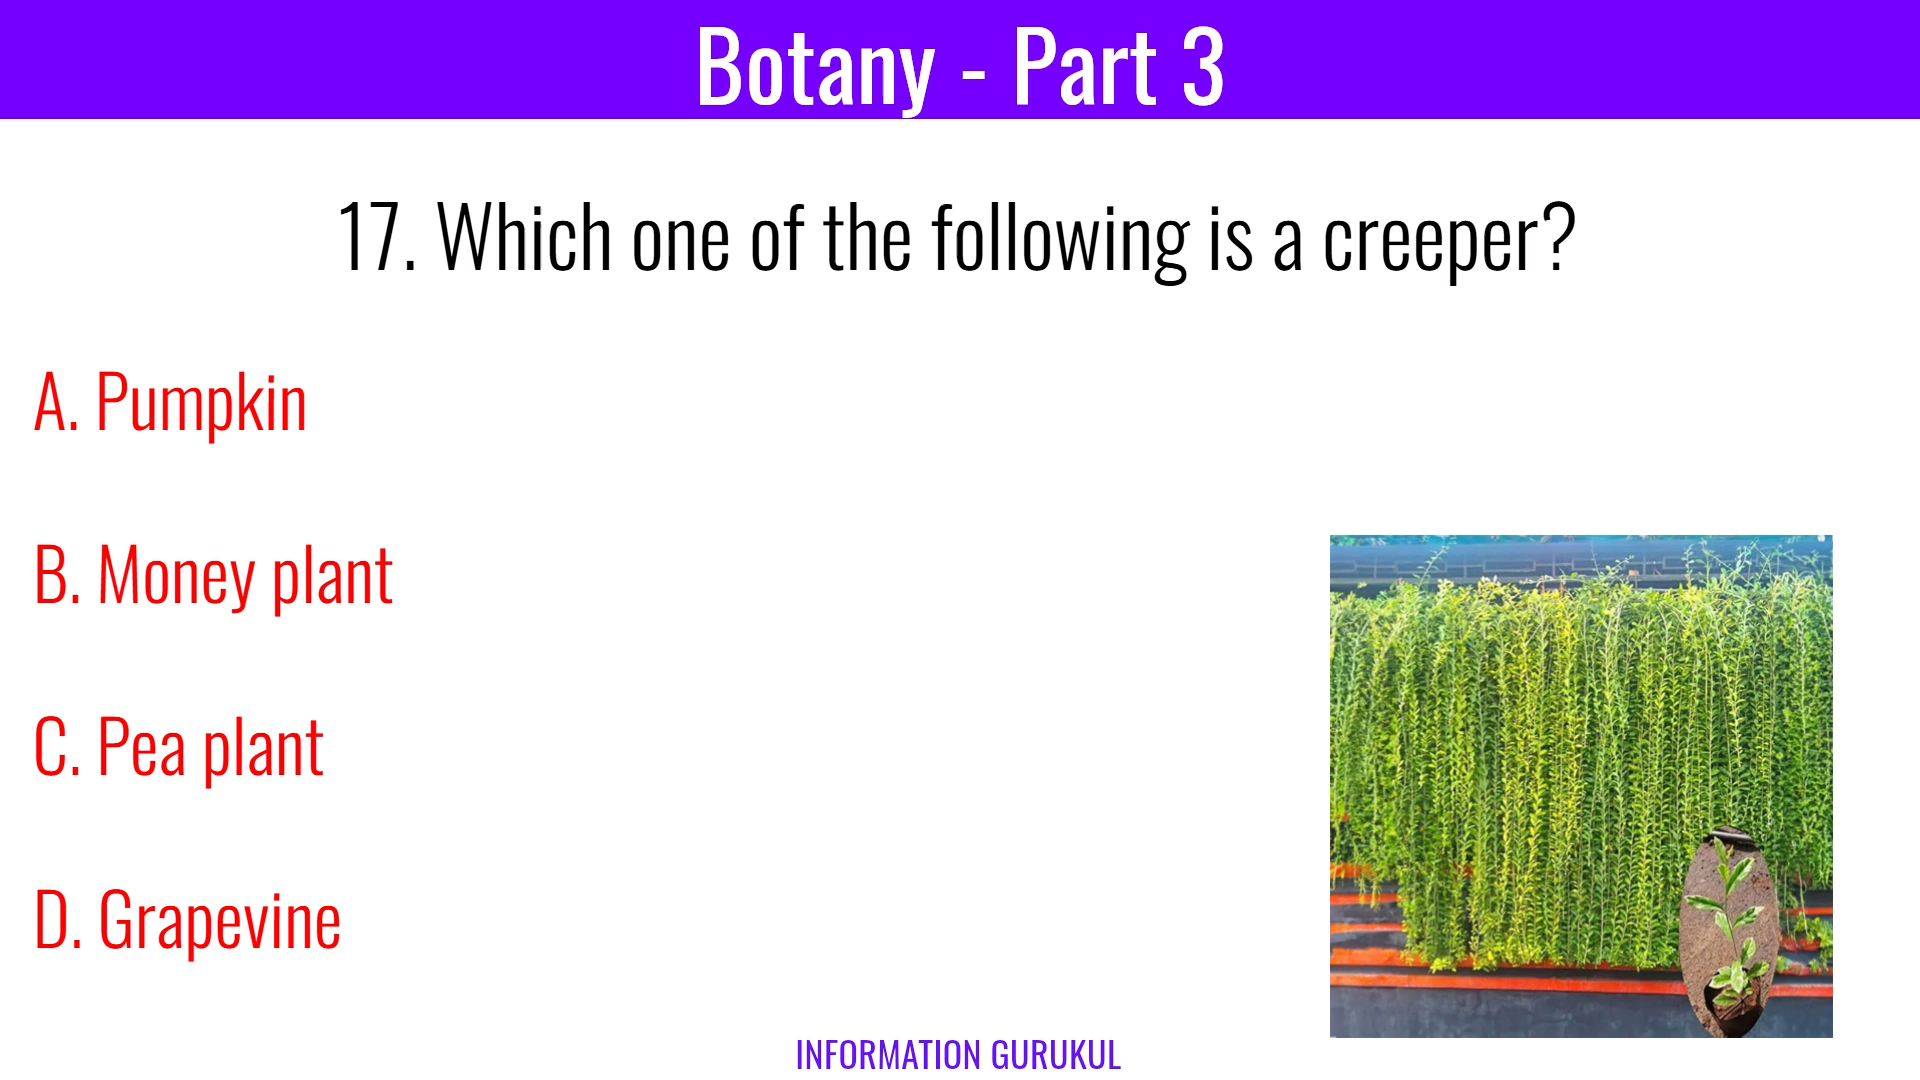 Botany - Part 3
17. Which one of the following is a creeper?
A. Pumpkin
B. Money plant
C. Pea plant
D. Grapevine
INFORMATION GURUKUL